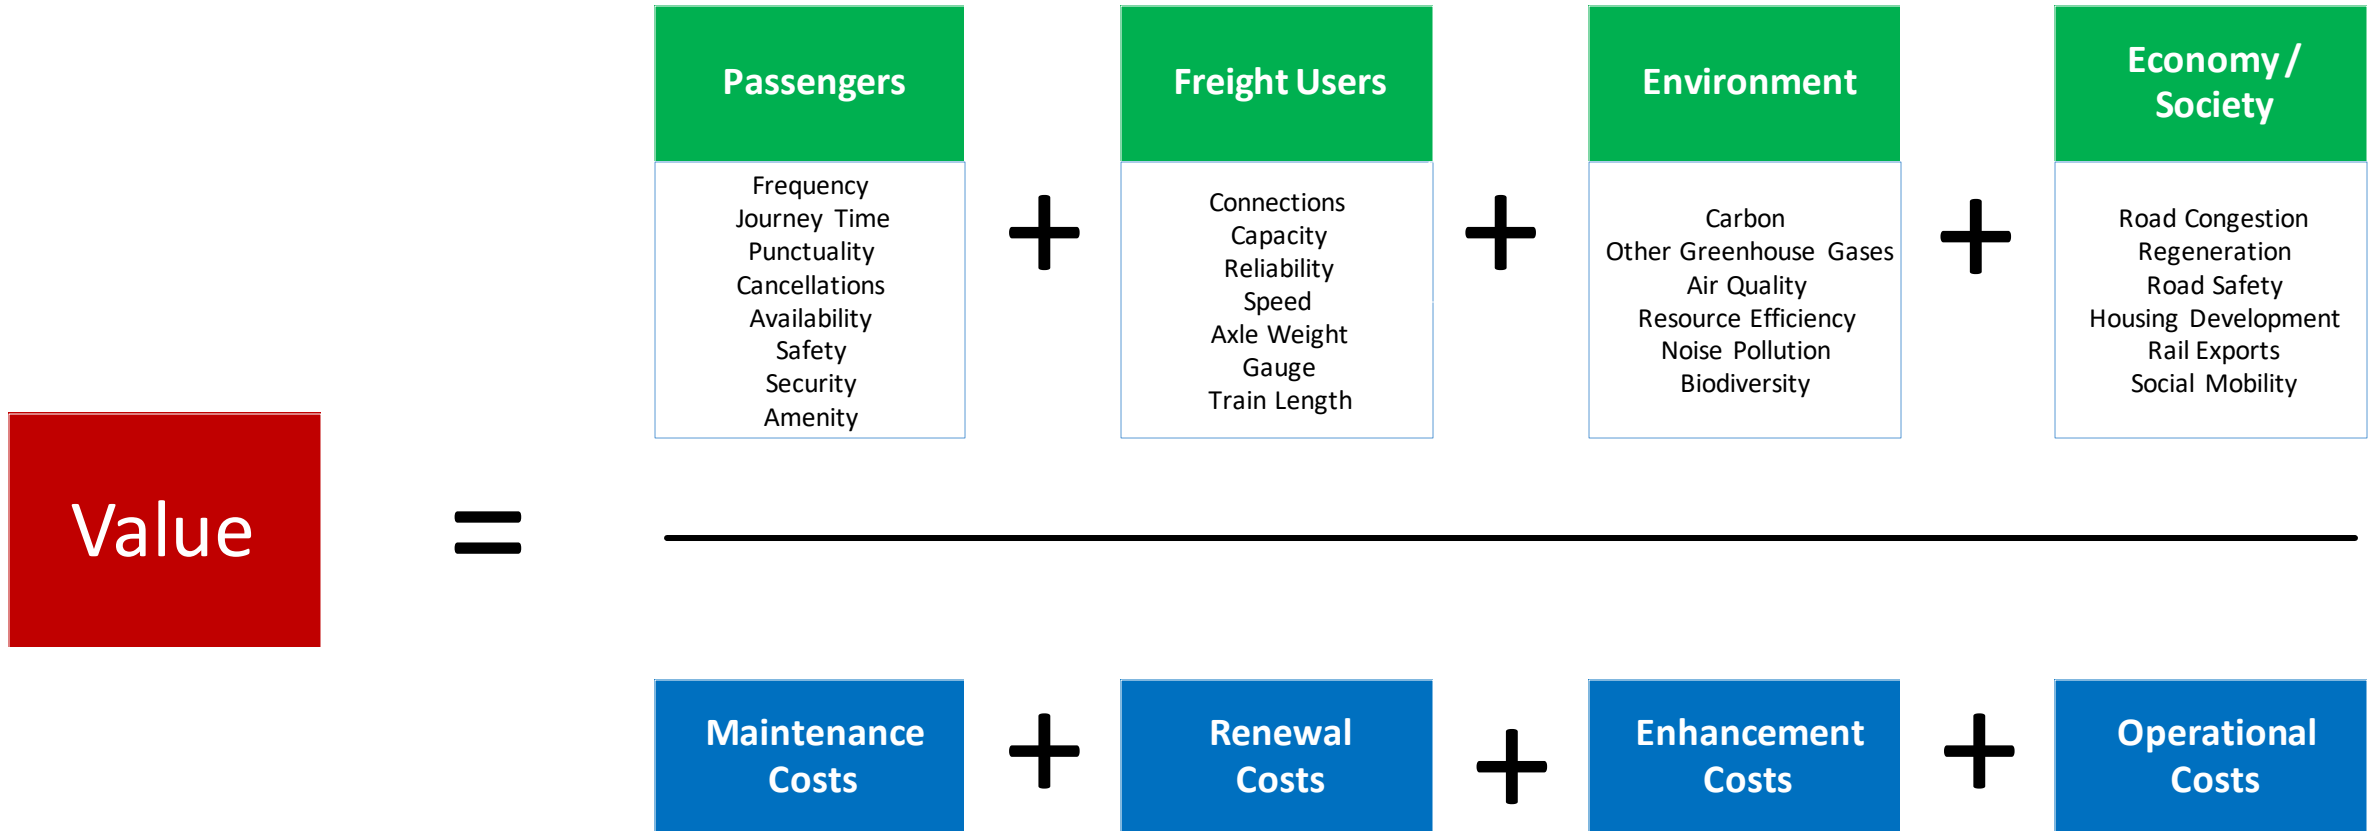 Passengers
Frequency
Journey Time
Punctuality
Cancellations
Availability
Safety
Security
Amenity
+
Freight Users
Connections
Capacity
Reliability
Speed
Axle Weight
Gauge
Train Length
+
Environment
Carbon
Other Greenhouse Gases
Air Quality
Resource Efficiency
Noise Pollution
Biodiversity
+
Economy /
Society
Road Congestion
Regeneration
Road Safety
Housing Development
Rail Exports
Social Mobility
Value
=
Maintenance
Costs
+
Renewal
Costs
+
Enhancement
Costs
+
Operational
Costs